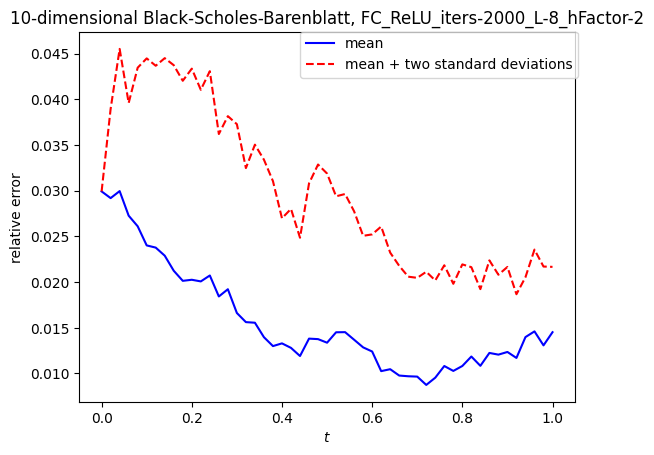 10-dimensional Black-Scholes-Barenblatt, FC_ReLU_iters-2000_L-8_hFactor-2
mean
mean + two standard deviations
relative error
0.045
0.040
0.035
0.030
0.025
0.020
0.015
0.010
0.0 0.2 0.4 0.6 0.8 1.0
t